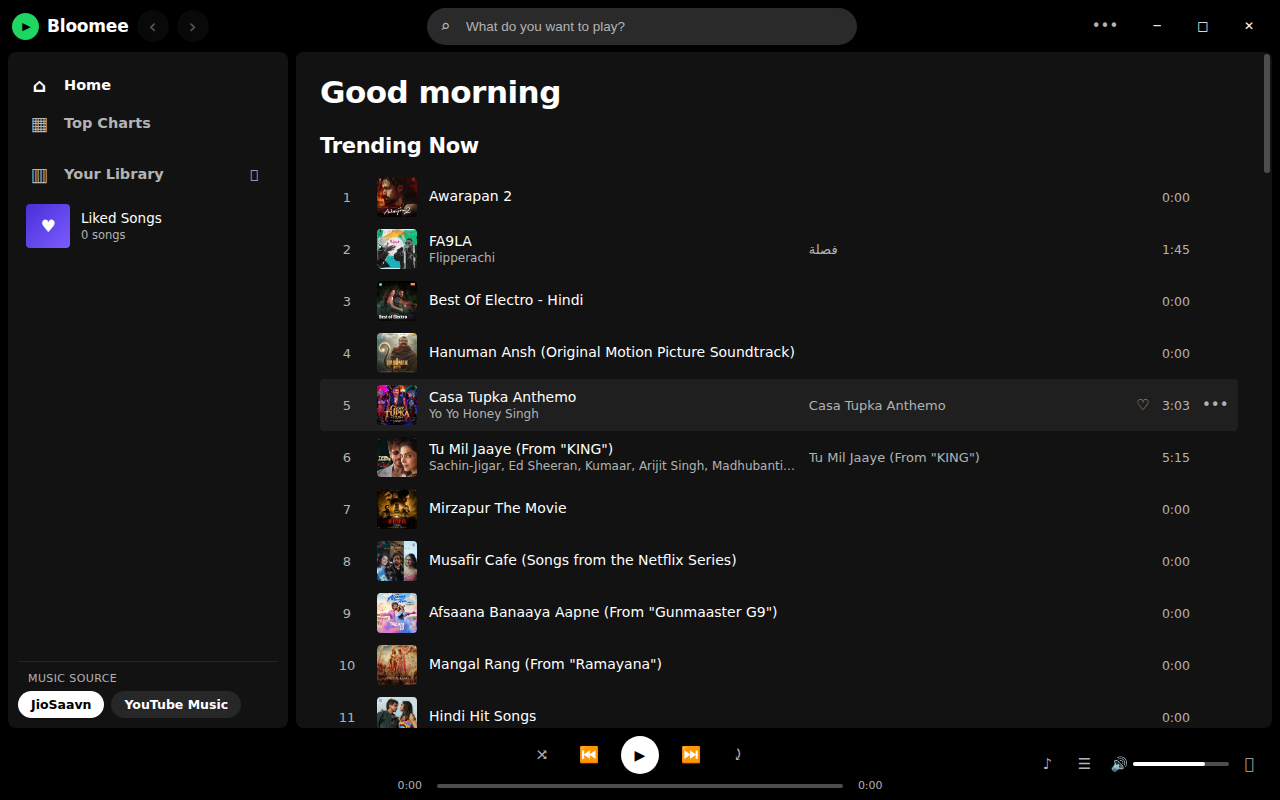 Bloomee
What do you want to play?
Home
Top Charts
Your Library
Liked Songs
0 songs
MUSIC SOURCE
JioSaavn
YouTube Music
Good morning
Trending Now
1 Awarapan 2 0:00
2 FA9LA فصلة 1:45
Flipperachi
3 Best Of Electro - Hindi 0:00
4 Hanuman Ansh (Original Motion Picture Soundtrack) 0:00
5 Casa Tupka Anthemo Casa Tupka Anthemo 3:03
Yo Yo Honey Singh
6 Tu Mil Jaaye (From "KING") Tu Mil Jaaye (From "KING") 5:15
Sachin-Jigar, Ed Sheeran, Kumaar, Arijit Singh, Madhubanti...
7 Mirzapur The Movie 0:00
8 Musafir Cafe (Songs from the Netflix Series) 0:00
9 Afsaana Banaaya Aapne (From "Gunmaaster G9") 0:00
10 Mangal Rang (From "Ramayana") 0:00
11 Hindi Hit Songs 0:00
0:00 0:00